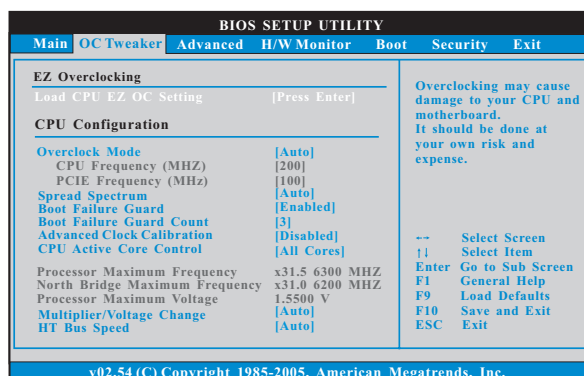 BIOS SETUP UTILITY
Main OC Tweaker Advanced H/W Monitor Boot Security Exit
EZ Overclocking
Load CPU EZ OC Setting [Press Enter]
CPU Configuration
Overclock Mode [Auto]
CPU Frequency (MHZ) [200]
PCIE Frequency (MHz) [100]
Spread Spectrum [Auto]
Boot Failure Guard [Enabled]
Boot Failure Guard Count [3]
Advanced Clock Calibration [Disabled]
CPU Active Core Control [All Cores]
Processor Maximum Frequency x31.5 6300 MHZ
North Bridge Maximum Frequency x31.0 6200 MHZ
Processor Maximum Voltage 1.5500 V
Multiplier/Voltage Change [Auto]
HT Bus Speed [Auto]
Overclocking may cause
damage to your CPU and
motherboard.
It should be done at
your own risk and
expense.
↔ Select Screen
↑↓ Select Item
Enter Go to Sub Screen
F1 General Help
F9 Load Defaults
F10 Save and Exit
ESC Exit
v02.54 (C) Copyright 1985-2005, American Megatrends, Inc.